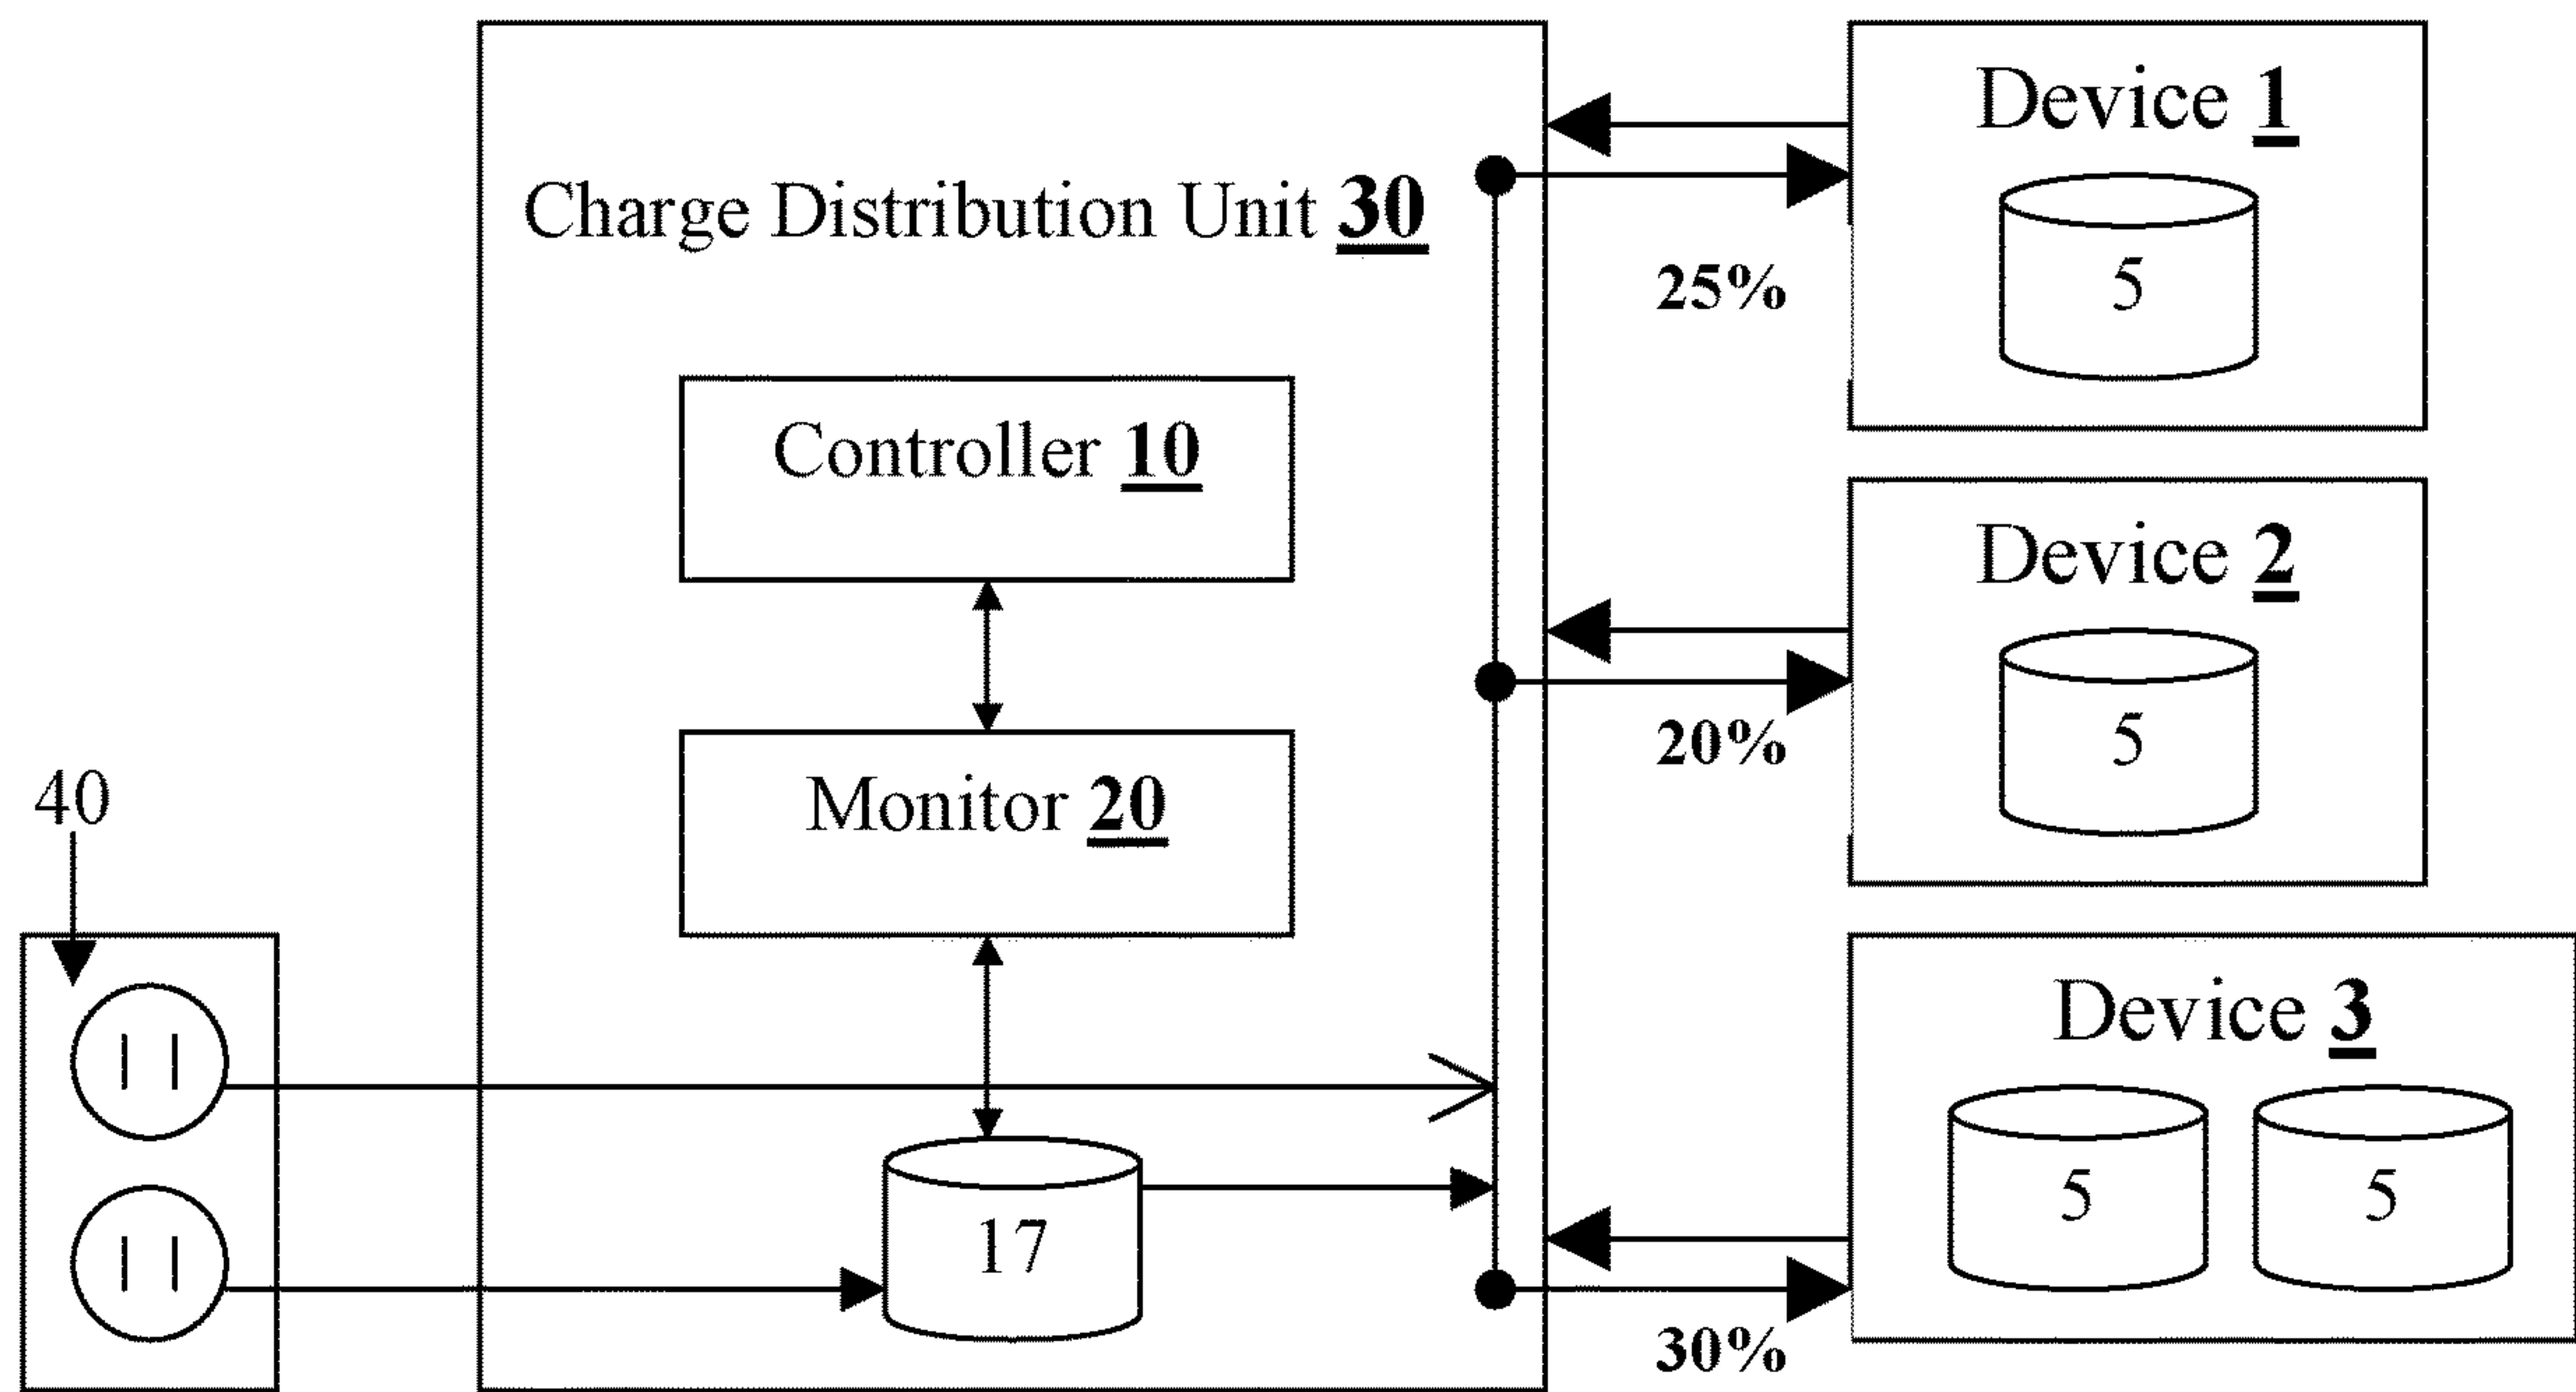 Charge Distribution Unit 30
Controller 10
Monitor 20
17
40
Device 1
5
25%
Device 2
5
20%
Device 3
5 5
30%